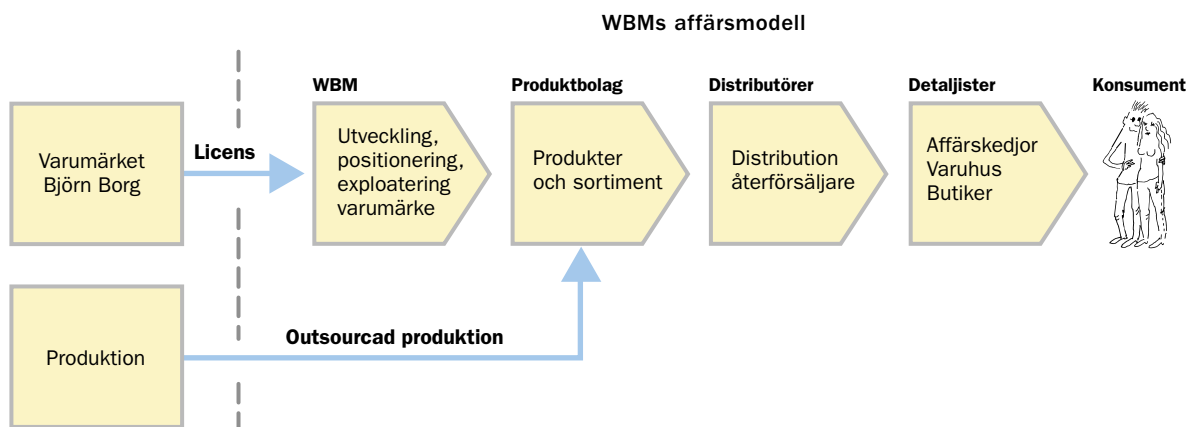 WBMs affärsmodell
WBM
Produktbolag
Distributörer
Detaljister
Konsument
Varumärket
Björn Borg
Licens
Utveckling,
positionering,
exploatering
varumärke
Produkter
och sortiment
Distribution
återförsäljare
Affärskedjor
Varuhus
Butiker
Produktion
Outsourcad produktion